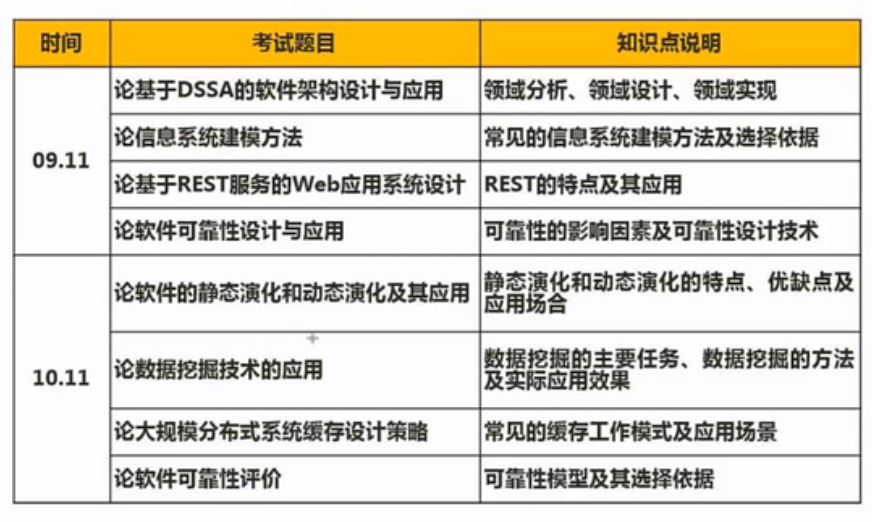 时间 考试题目 知识点说明
09.11
论基于DSSA的软件架构设计与应用 领域分析、领域设计、领域实现
论信息系统建模方法 常见的信息系统建模方法及选择依据
论基于REST服务的Web应用系统设计 REST的特点及其应用
论软件可靠性设计与应用 可靠性的影响因素及可靠性设计技术
10.11
论软件的静态演化和动态演化及其应用 静态演化和动态演化的特点、优缺点及
应用场合
论数据挖掘技术的应用 数据挖掘的主要任务、数据挖掘的方法
及实际应用效果
论大规模分布式系统缓存设计策略 常见的缓存工作模式及应用场景
论软件可靠性评价 可靠性模型及其选择依据